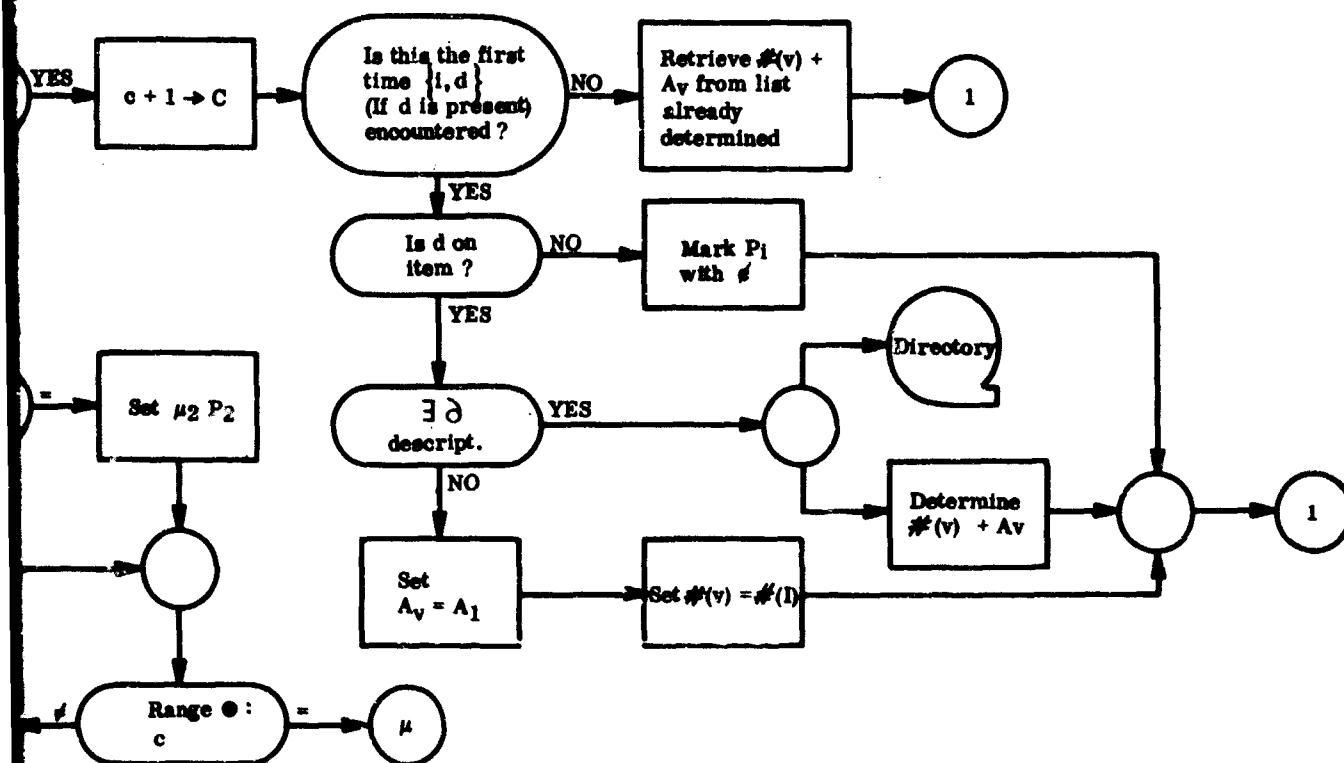 YES
c + 1 → C
Is this the first
time {i, d}
(If d is present)
encountered ?
NO
Retrieve #(v) +
Av from list
already
determined
1
YES
Is d on
item ?
NO
Mark Pi
with ȼ
YES
Directory
=
Set μ2 P2
∃ ∂
descript.
YES
NO
Determine
#(v) + Av
1
Set
Av = A1
Set #(v) = #(I)
≠
Range ● :
c
=
μ